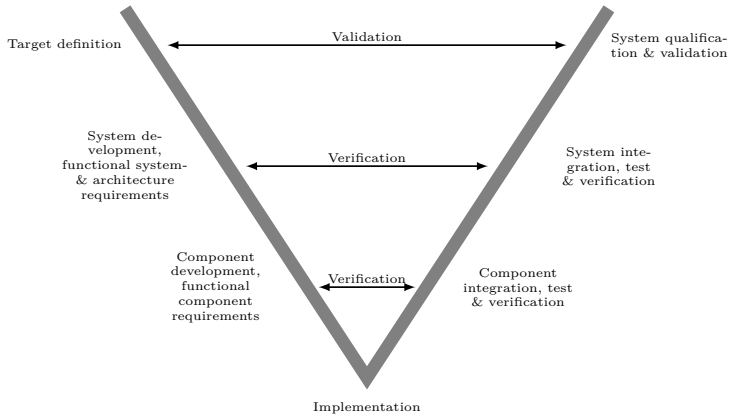 Target definition
Validation
System qualifica-
tion & validation
System de-
velopment,
functional system-
& architecture
requirements
Verification
System inte-
gration, test
& verification
Component
development,
functional
component
requirements
Verification
Component
integration, test
& verification
Implementation